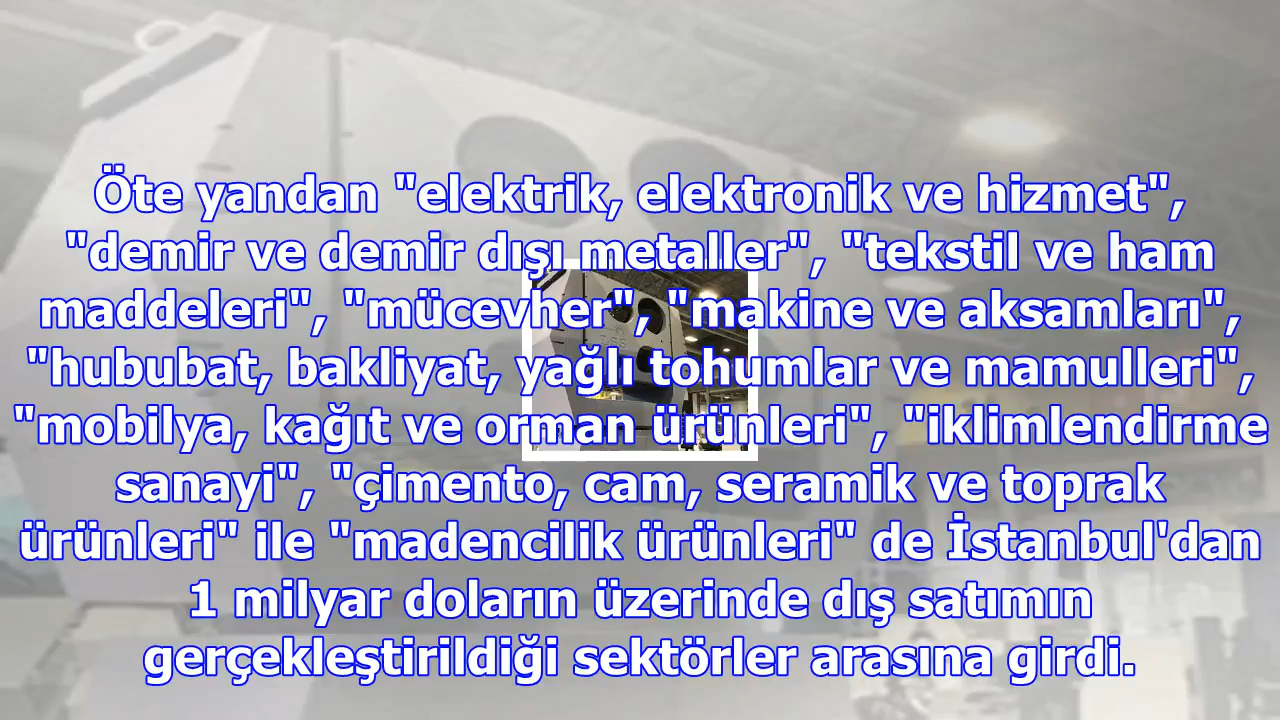 Öte yandan "elektrik, elektronik ve hizmet",
"demir ve demir dışı metaller", "tekstil ve ham
maddeleri", "mücevher", "makine ve aksamları",
"hububat, bakliyat, yağlı tohumlar ve mamulleri",
"mobilya, kağıt ve orman ürünleri", "iklimlendirme
sanayi", "çimento, cam, seramik ve toprak
ürünleri" ile "madencilik ürünleri" de İstanbul'dan
1 milyar doların üzerinde dış satımın
gerçekleştirildiği sektörler arasına girdi.